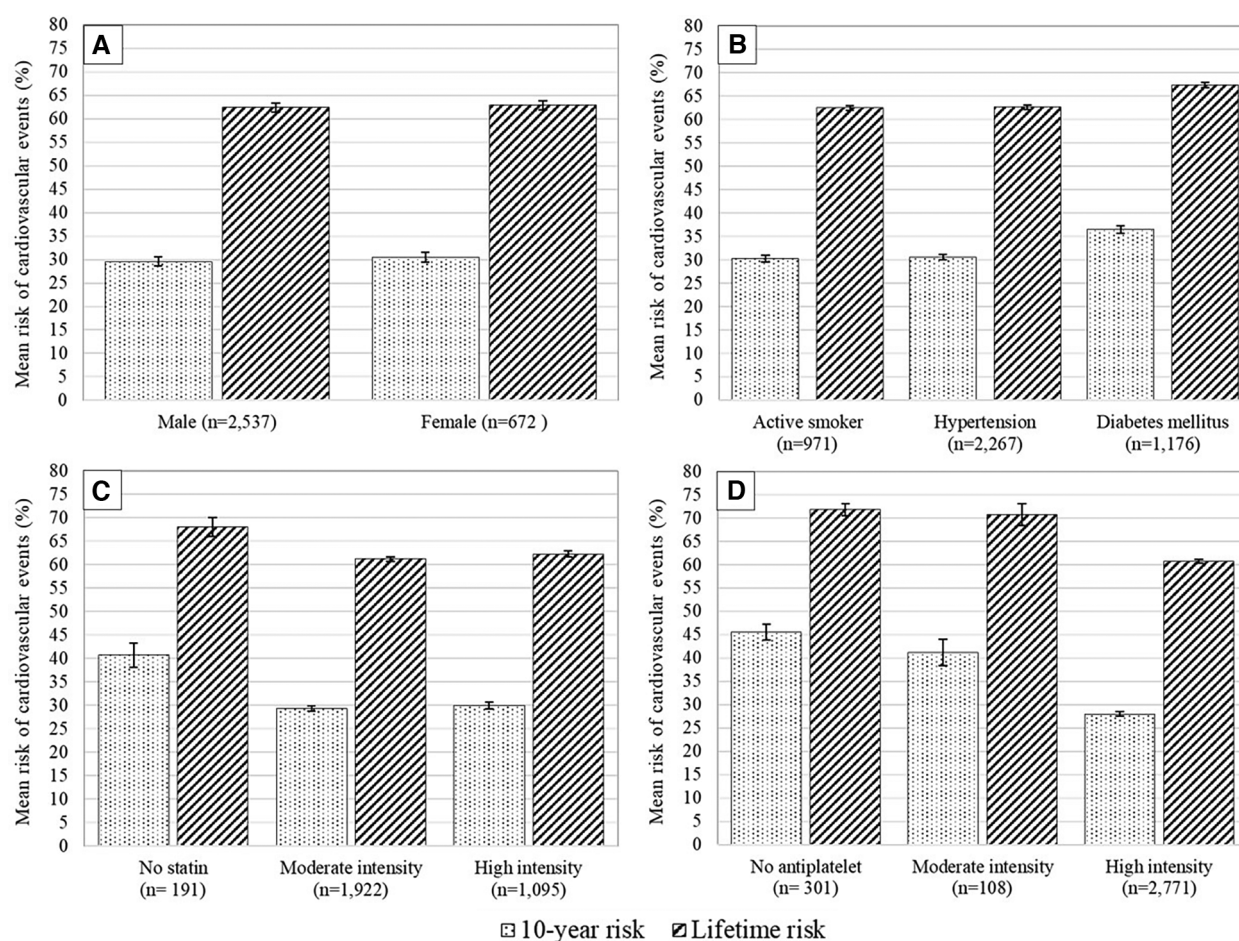 A
Mean risk of cardiovascular events (%)
80
75
70
65
60
55
50
45
40
35
30
25
20
15
10
5
0
Male (n=2,537)
Female (n=672 )
B
Mean risk of cardiovascular events (%)
80
75
70
65
60
55
50
45
40
35
30
25
20
15
10
5
0
Active smoker
(n=971)
Hypertension
(n=2,267)
Diabetes mellitus
(n=1,176)
C
Mean risk of cardiovascular events (%)
80
75
70
65
60
55
50
45
40
35
30
25
20
15
10
5
0
No statin
(n= 191)
Moderate intensity
(n=1,922)
High intensity
(n=1,095)
D
Mean risk of cardiovascular events (%)
80
75
70
65
60
55
50
45
40
35
30
25
20
15
10
5
0
No antiplatelet
(n= 301)
Moderate intensity
(n=108)
High intensity
(n=2,771)
10-year risk
Lifetime risk